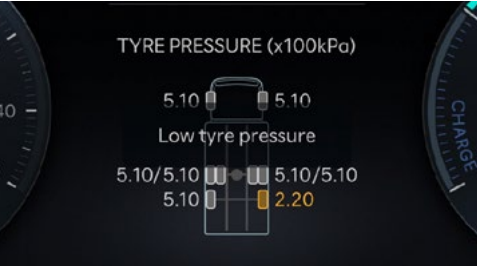 TYRE PRESSURE (x100kPa)
5.10 5.10
40
Low tyre pressure
5.10/5.10 5.10/5.10
5.10 2.20
CHARGE